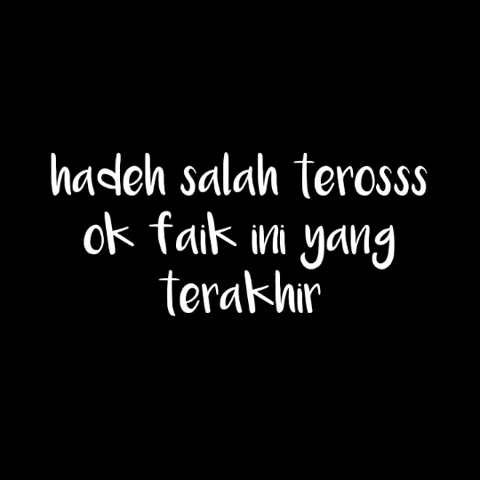 hadeh salah terosss
ok faik ini yang
terakhir